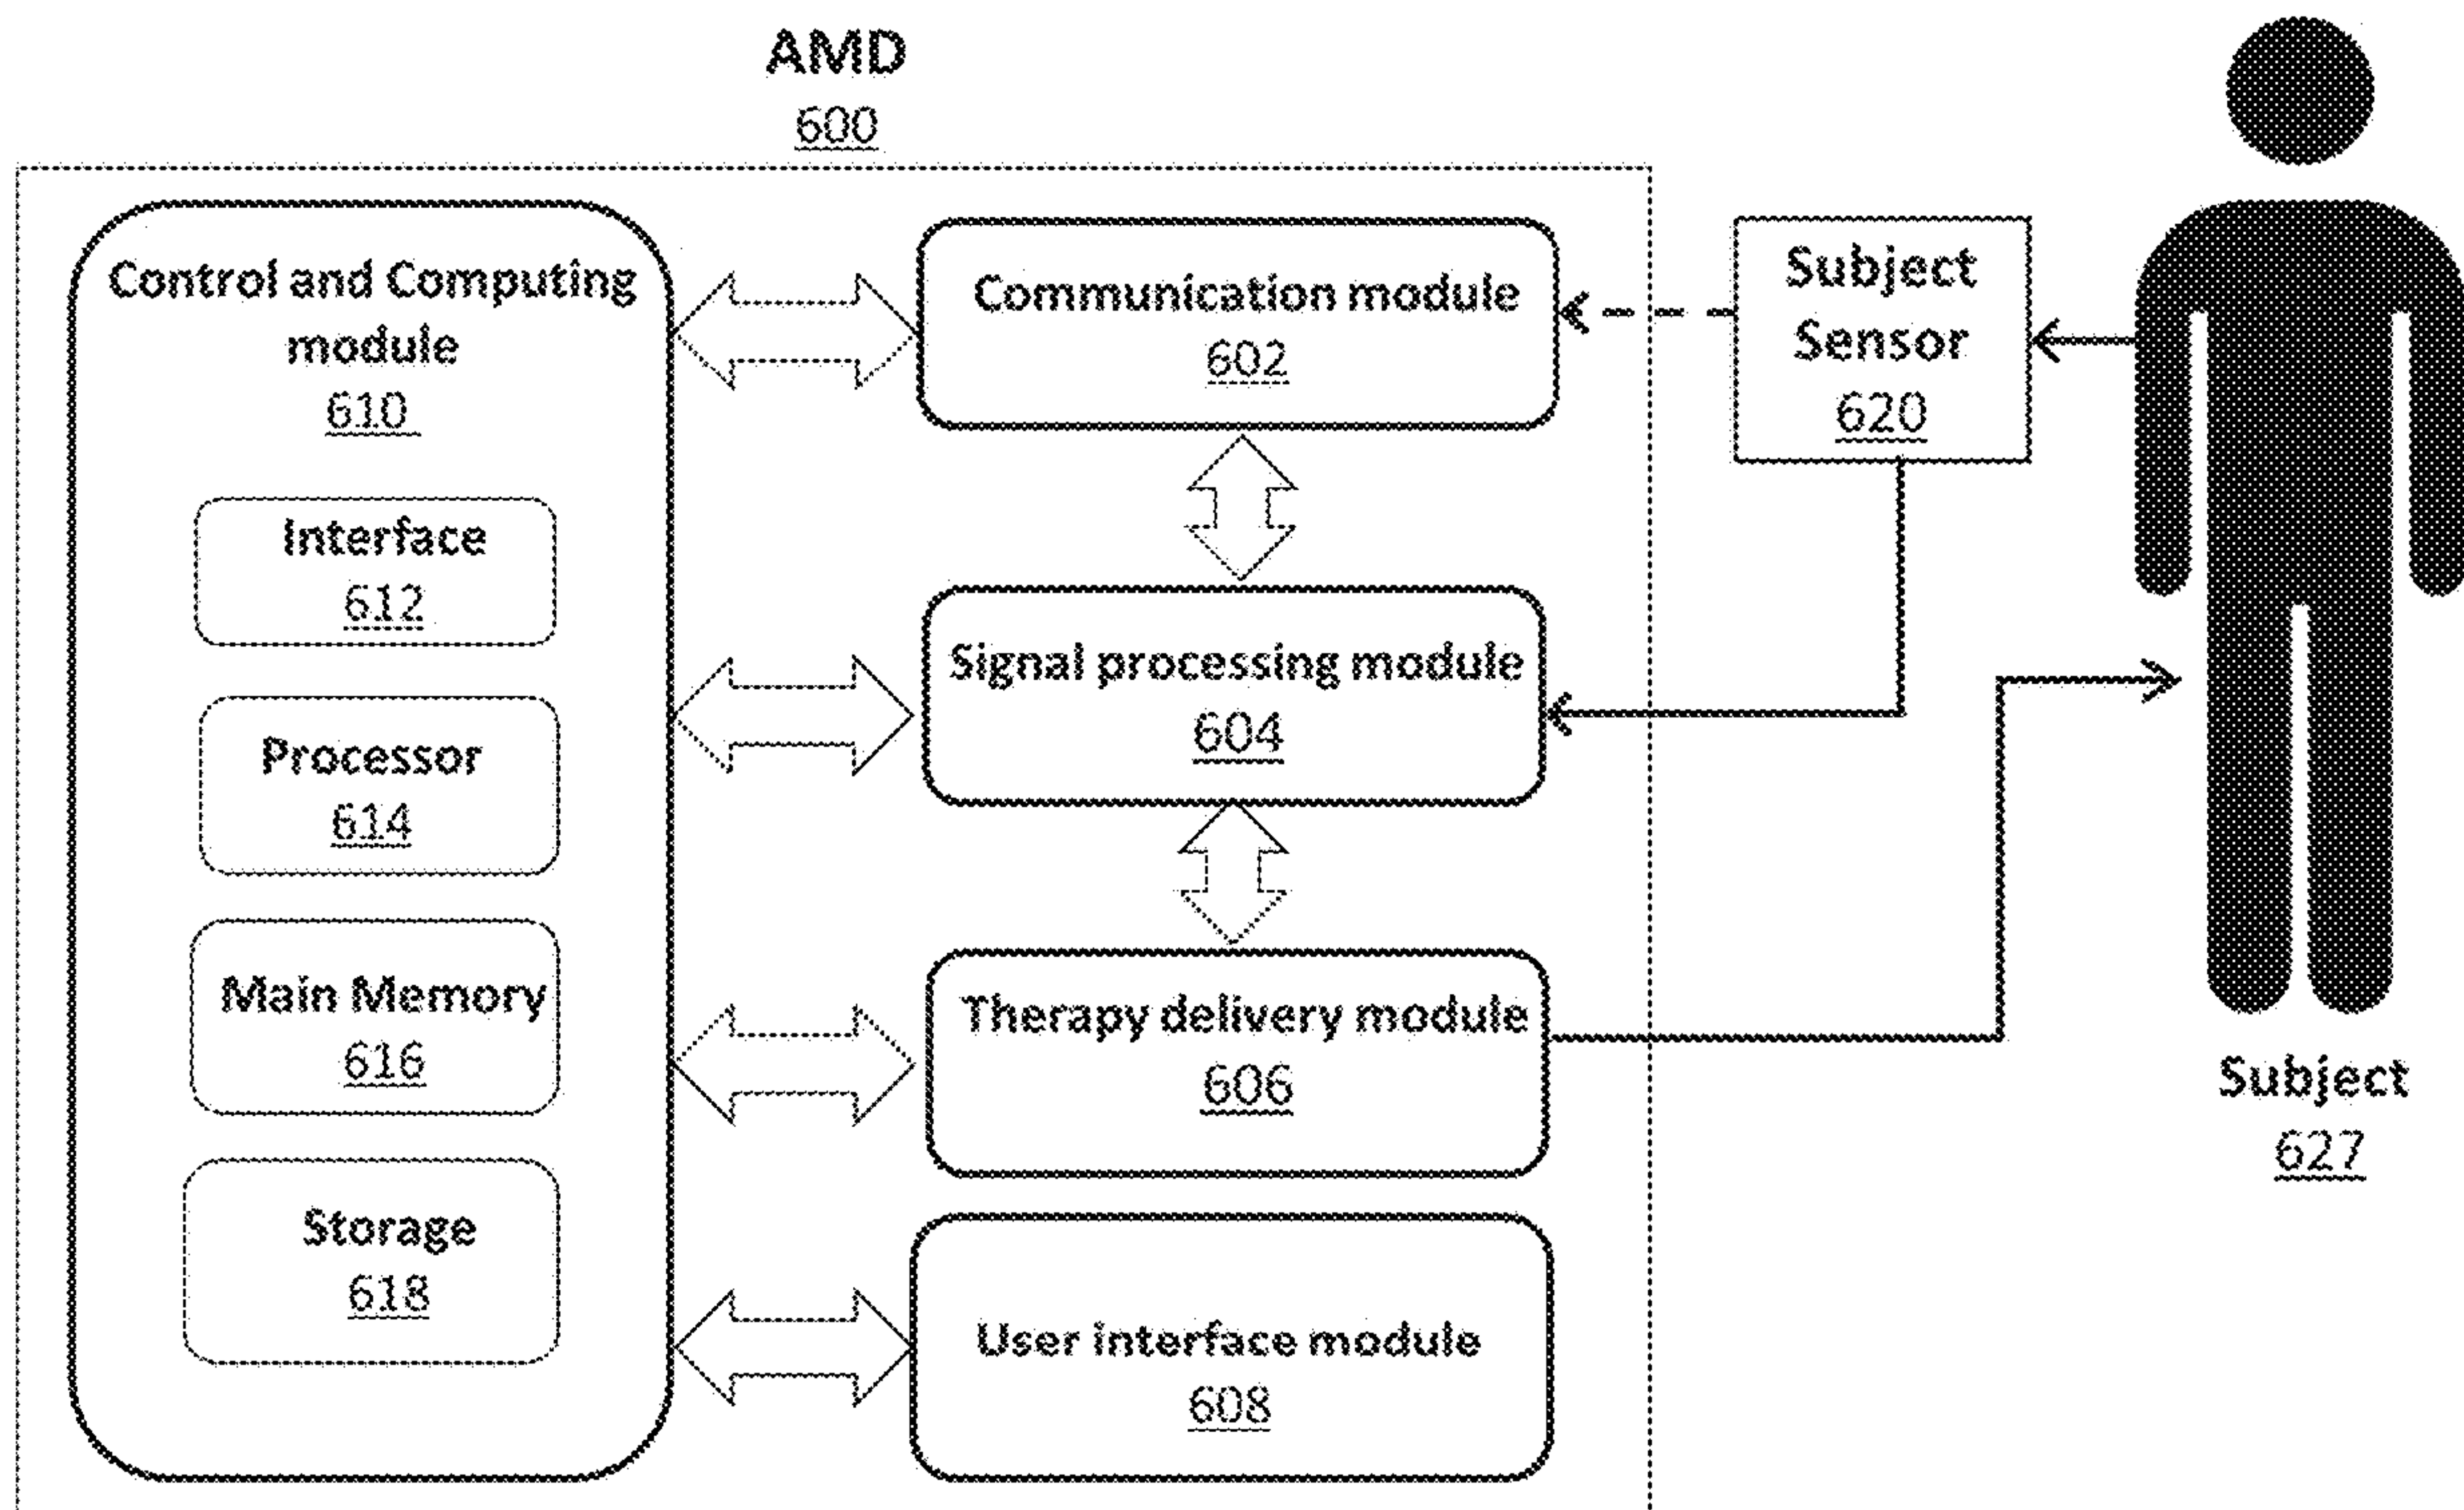 AMD
600
Control and Computing
module
610
Interface
612
Processor
614
Main Memory
616
Storage
618
Communication module
602
Signal processing module
604
Therapy delivery module
606
User interface module
608
Subject
Sensor
620
Subject
627